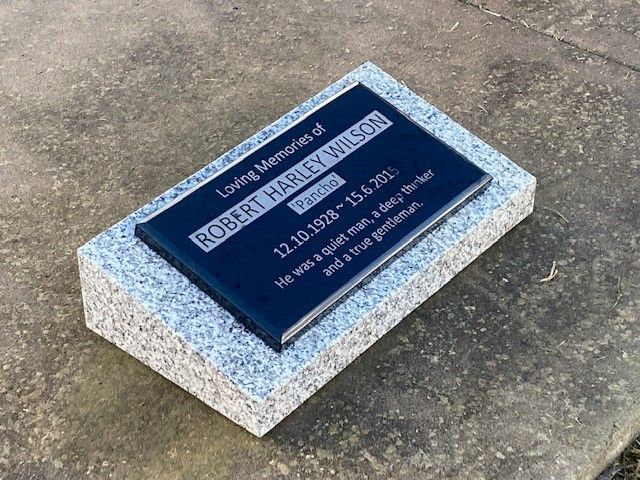 Loving Memories of
ROBERT HARLEY WILSON
Pancho
12.10.1928 ~ 15.6.2015
He was a quiet man, a deep thinker
and a true gentleman.